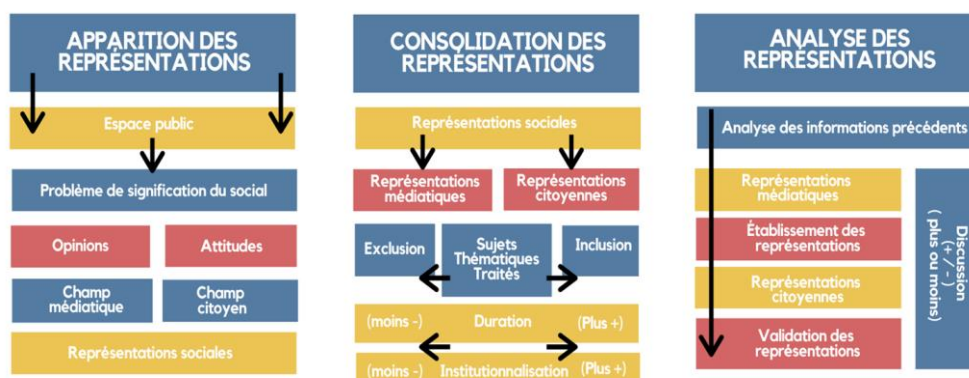 APPARITION DES
REPRÉSENTATIONS
Espace public
Problème de signification du social
Opinions
Attitudes
Champ
médiatique
Champ
citoyen
Représentations sociales
CONSOLIDATION DES
REPRÉSENTATIONS
Représentations sociales
Représentations
médiatiques
Représentations
citoyennes
Exclusion
Sujets
Thématiques
Traités
Inclusion
(moins -)
Duration
(Plus +)
(moins -)
Institutionnalisation
(Plus +)
ANALYSE DES
REPRÉSENTATIONS
Analyse des informations précédents
Représentations
médiatiques
Établissement des
représentations
Représentations
citoyennes
Validation des
représentations
Discussion
(+ / -)
( plus ou moins)